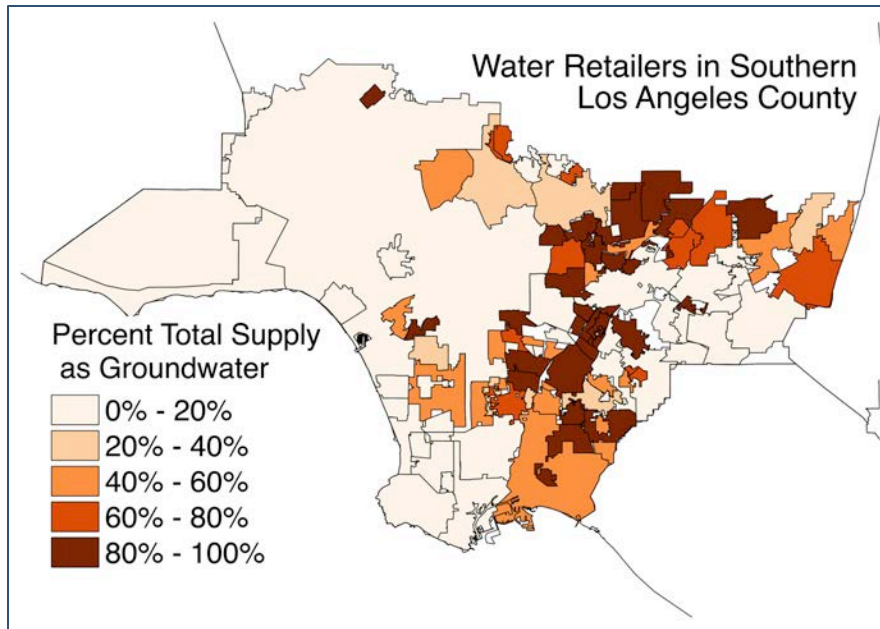 Water Retailers in Southern
Los Angeles County
Percent Total Supply
as Groundwater
0% - 20%
20% - 40%
40% - 60%
60% - 80%
80% - 100%